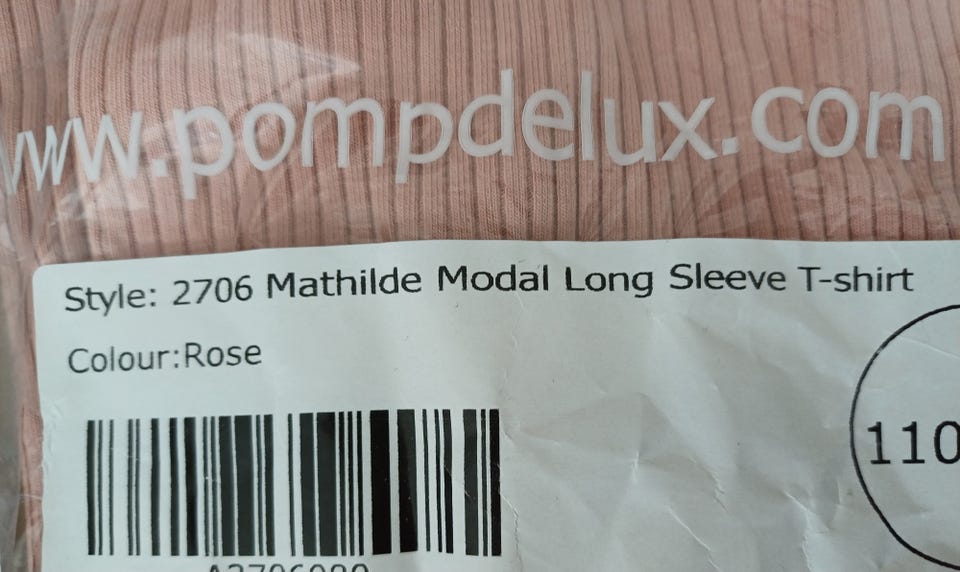 www.pompdelux.com
Style: 2706 Mathilde Modal Long Sleeve T-shirt
Colour:Rose
110